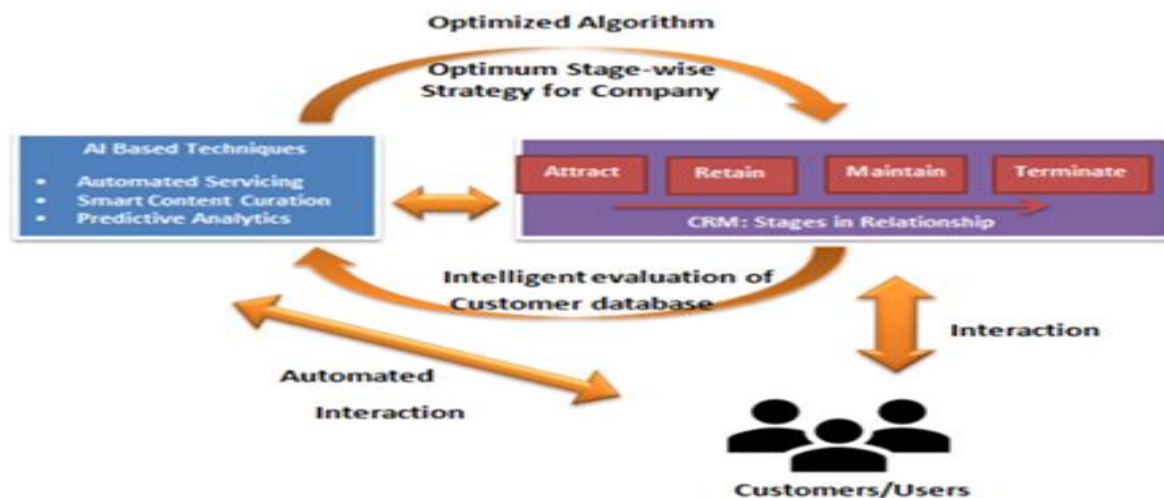 Optimized Algorithm
Optimum Stage-wise
Strategy for Company
AI Based Techniques
• Automated Servicing
• Smart Content Curation
• Predictive Analytics
Attract
Retain
Maintain
Terminate
CRM: Stages in Relationship
Intelligent evaluation of
Customer database
Interaction
Automated
Interaction
Customers/Users